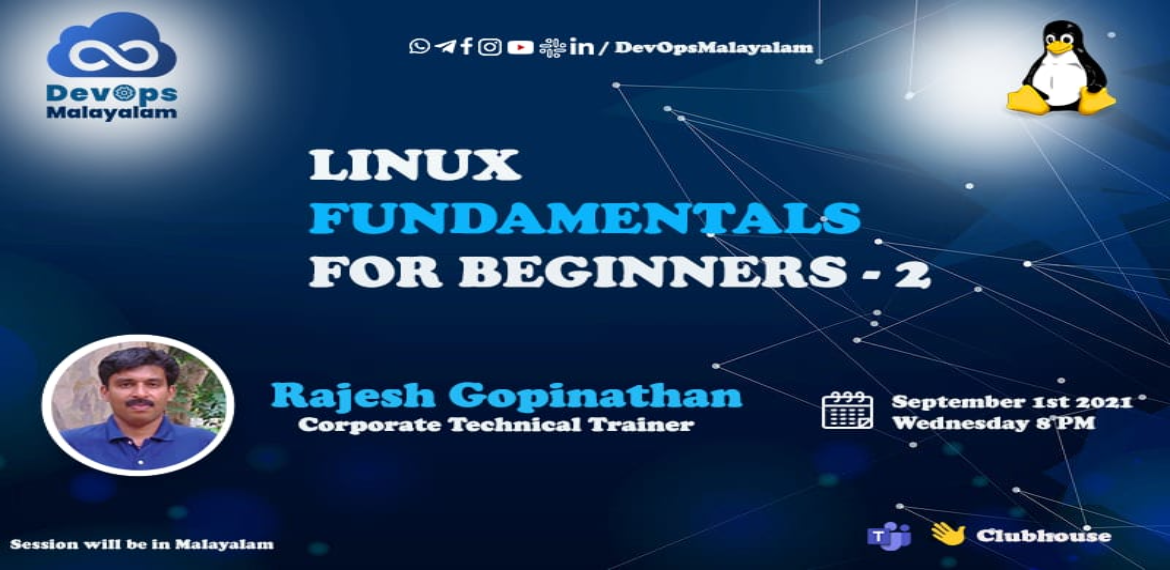 DevOps
Malayalam
/ DevOpsMalayalam
LINUX
FUNDAMENTALS
FOR BEGINNERS - 2
Rajesh Gopinathan
Corporate Technical Trainer
September 1st 2021
Wednesday 8 PM
Session will be in Malayalam
T
Clubhouse